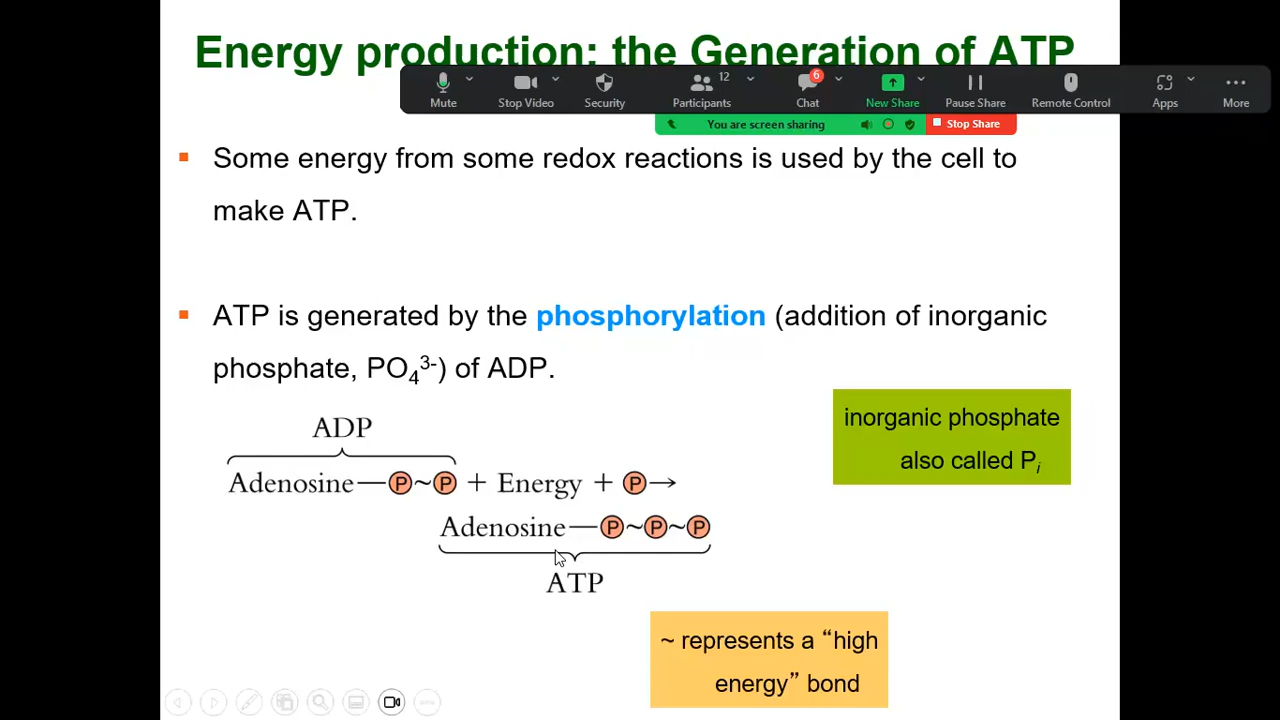 Energy production: the Generation of ATP
Mute
Stop Video
Security
Participants 12
Chat 6
New Share
Pause Share
Remote Control
Apps
More
You are screen sharing
Stop Share
Some energy from some redox reactions is used by the cell to
make ATP.
ATP is generated by the phosphorylation (addition of inorganic
phosphate, PO₄³⁻) of ADP.
inorganic phosphate
also called Pᵢ
ADP
Adenosine—P~P + Energy + P→
Adenosine—P~P~P
ATP
~ represents a “high
energy” bond